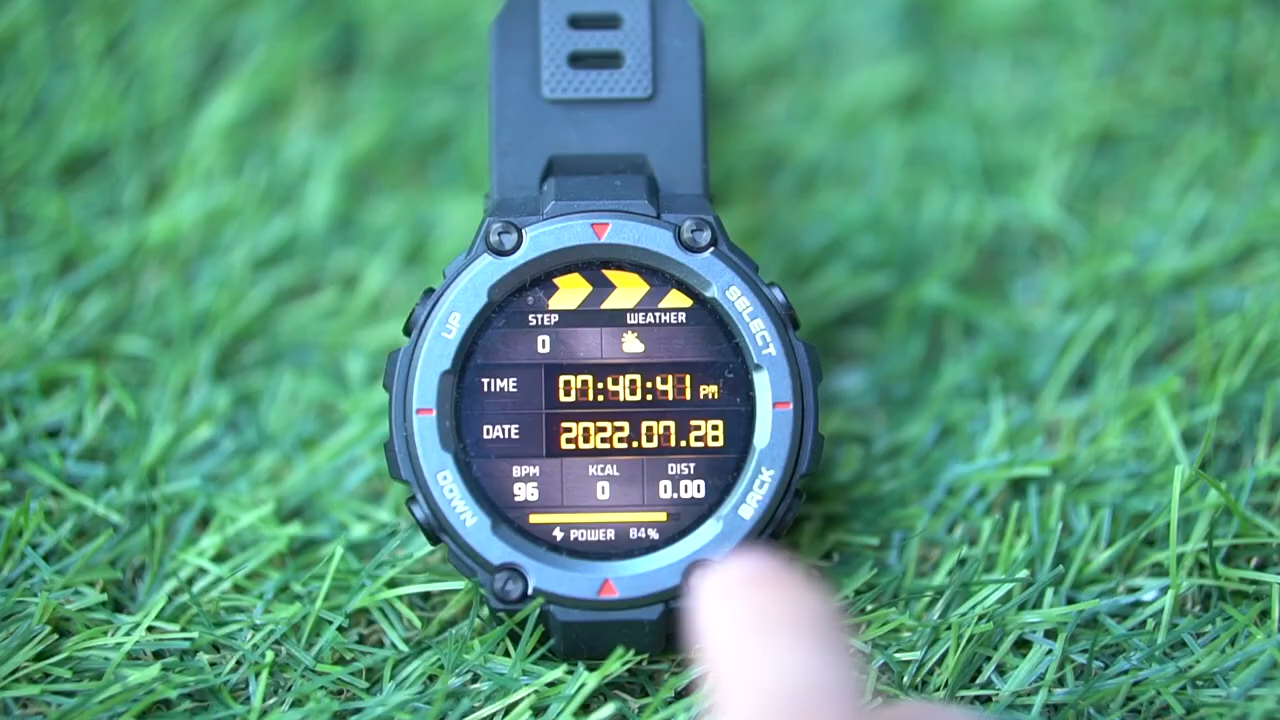 UP
SELECT
STEP WEATHER
0
TIME 07:40:41 PM
DATE 2022.07.28
BPM KCAL DIST
96 0 0.00
POWER 84%
DOWN
BACK